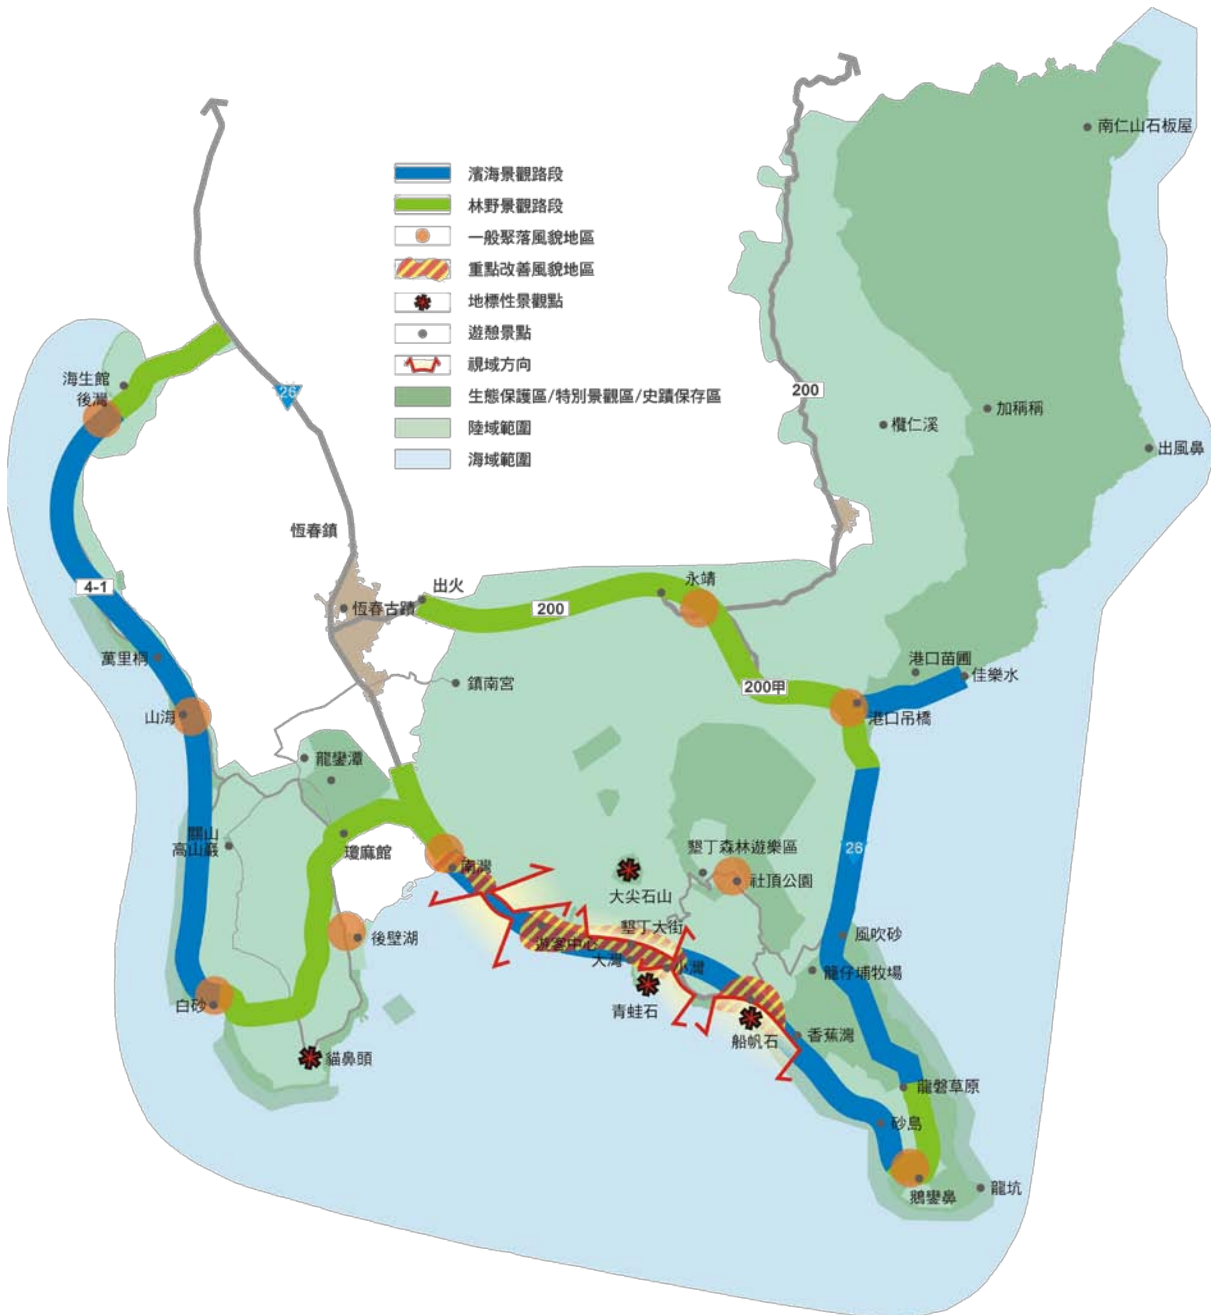 南仁山石板屋
濱海景觀路段
林野景觀路段
一般聚落風貌地區
重點改善風貌地區
地標性景觀點
遊憩景點
視域方向
生態保護區/特別景觀區/史蹟保存區
陸域範圍
海域範圍
26
200
海生館
後灣
加稱稱
欖仁溪
出風鼻
恆春鎮
4-1
出火
永靖
恆春古蹟
200
萬里桐
鎮南宮
200甲
港口苗圃
佳樂水
山海
港口吊橋
龍鑾潭
關山
高山巖
瓊麻館
南灣
墾丁森林遊樂區
社頂公園
大尖石山
26
後壁湖
墾丁大街
遊客中心
大灣
小灣
風吹砂
籠仔埔牧場
白砂
青蛙石
船帆石
香蕉灣
貓鼻頭
龍磐草原
砂島
鵝鑾鼻
龍坑